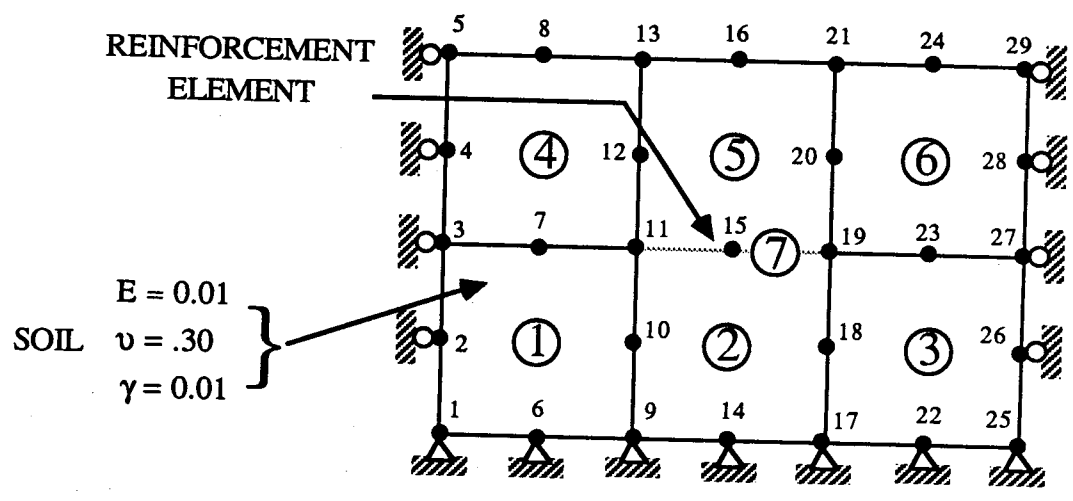 5 8 13 16 21 24 29
REINFORCEMENT
ELEMENT
4 ④ 12 ⑤ 20 ⑥ 28
3 7 11 15 ⑦ 19 23 27
E = 0.01
SOIL υ = .30
γ = 0.01
2 ① 10 ② 18 ③ 26
1 6 9 14 17 22 25